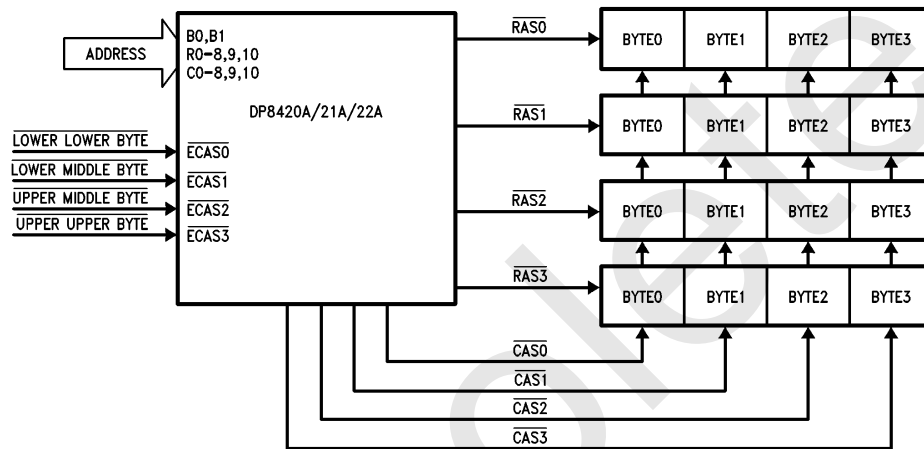 ADDRESS
B0,B1
R0-8,9,10
C0-8,9,10
DP8420A/21A/22A
LOWER LOWER BYTE
LOWER MIDDLE BYTE
UPPER MIDDLE BYTE
UPPER UPPER BYTE
ECAS0
ECAS1
ECAS2
ECAS3
RAS0
BYTE0 BYTE1 BYTE2 BYTE3
RAS1
BYTE0 BYTE1 BYTE2 BYTE3
RAS2
BYTE0 BYTE1 BYTE2 BYTE3
RAS3
BYTE0 BYTE1 BYTE2 BYTE3
CAS0
CAS1
CAS2
CAS3
olete